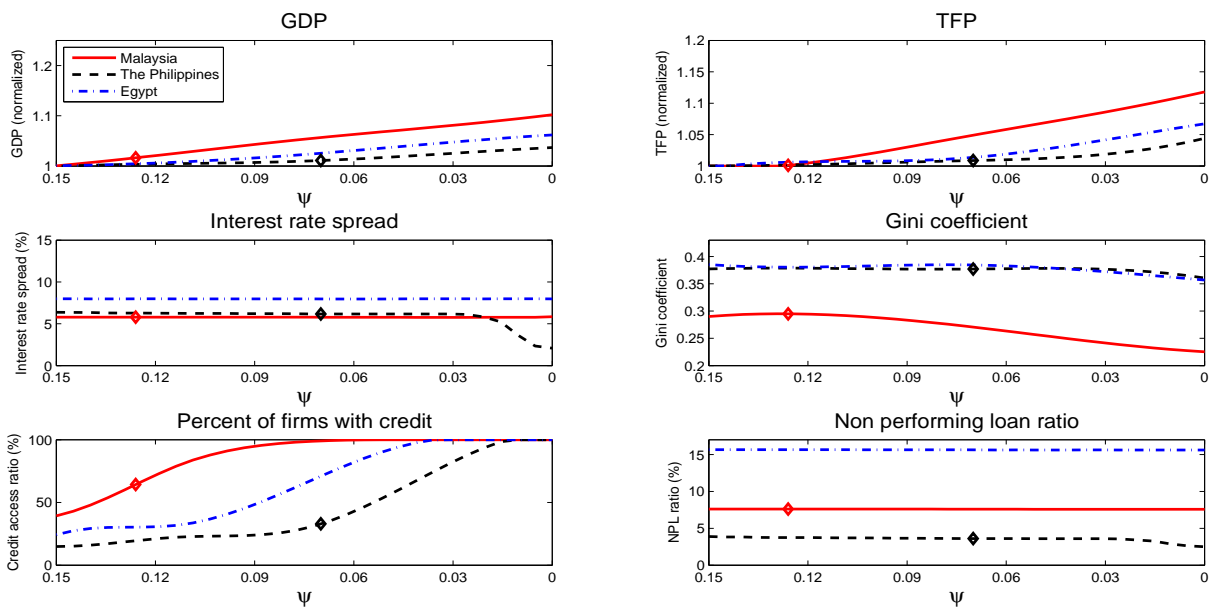 GDP
GDP (normalized)
1.2
1.1
1
Malaysia
The Philippines
Egypt
0.15 0.12 0.09 0.06 0.03 0
ψ
TFP
TFP (normalized)
1.2
1.15
1.1
1.05
1
0.15 0.12 0.09 0.06 0.03 0
ψ
Interest rate spread
Interest rate spread (%)
15
10
5
0
0.15 0.12 0.09 0.06 0.03 0
ψ
Gini coefficient
Gini coefficient
0.4
0.35
0.3
0.25
0.2
0.15 0.12 0.09 0.06 0.03 0
ψ
Percent of firms with credit
Credit access ratio (%)
100
50
0
0.15 0.12 0.09 0.06 0.03 0
ψ
Non performing loan ratio
NPL ratio (%)
15
10
5
0
0.15 0.12 0.09 0.06 0.03 0
ψ